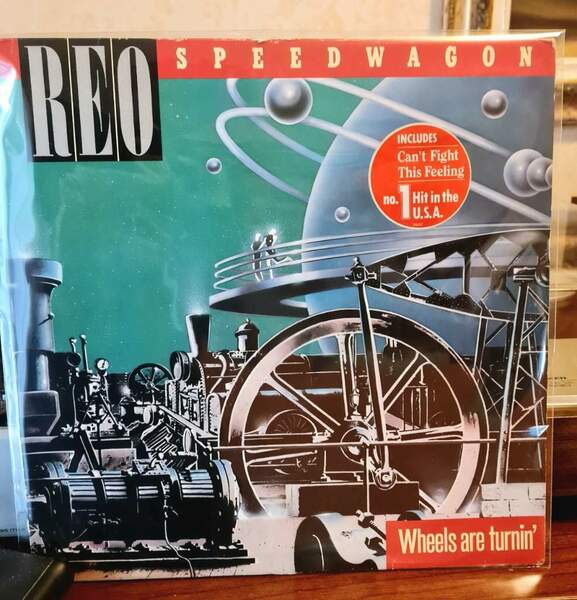 REO
SPEEDWAGON
INCLUDES
Can't Fight
This Feeling
no. 1 Hit in the
U.S.A.
Wheels are turnin'